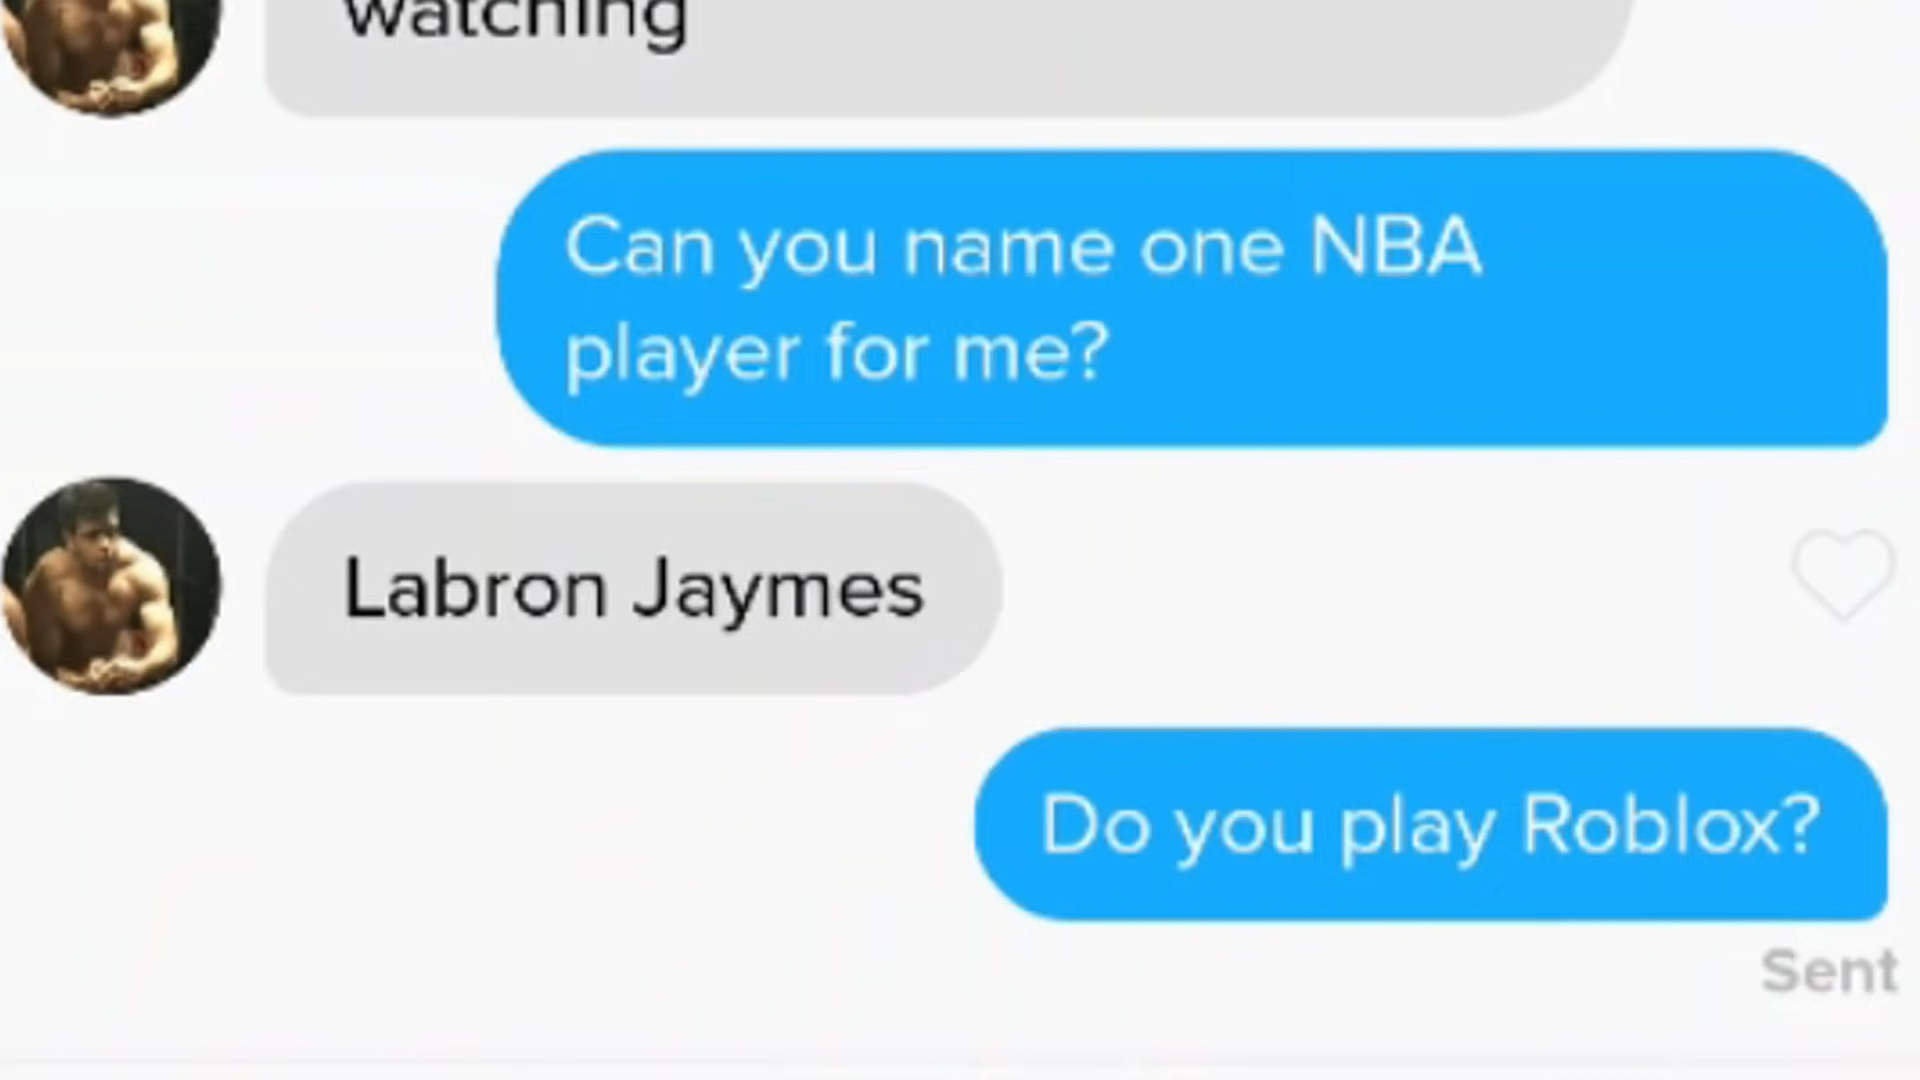 watching
Can you name one NBA
player for me?
Labron Jaymes
Do you play Roblox?
Sent